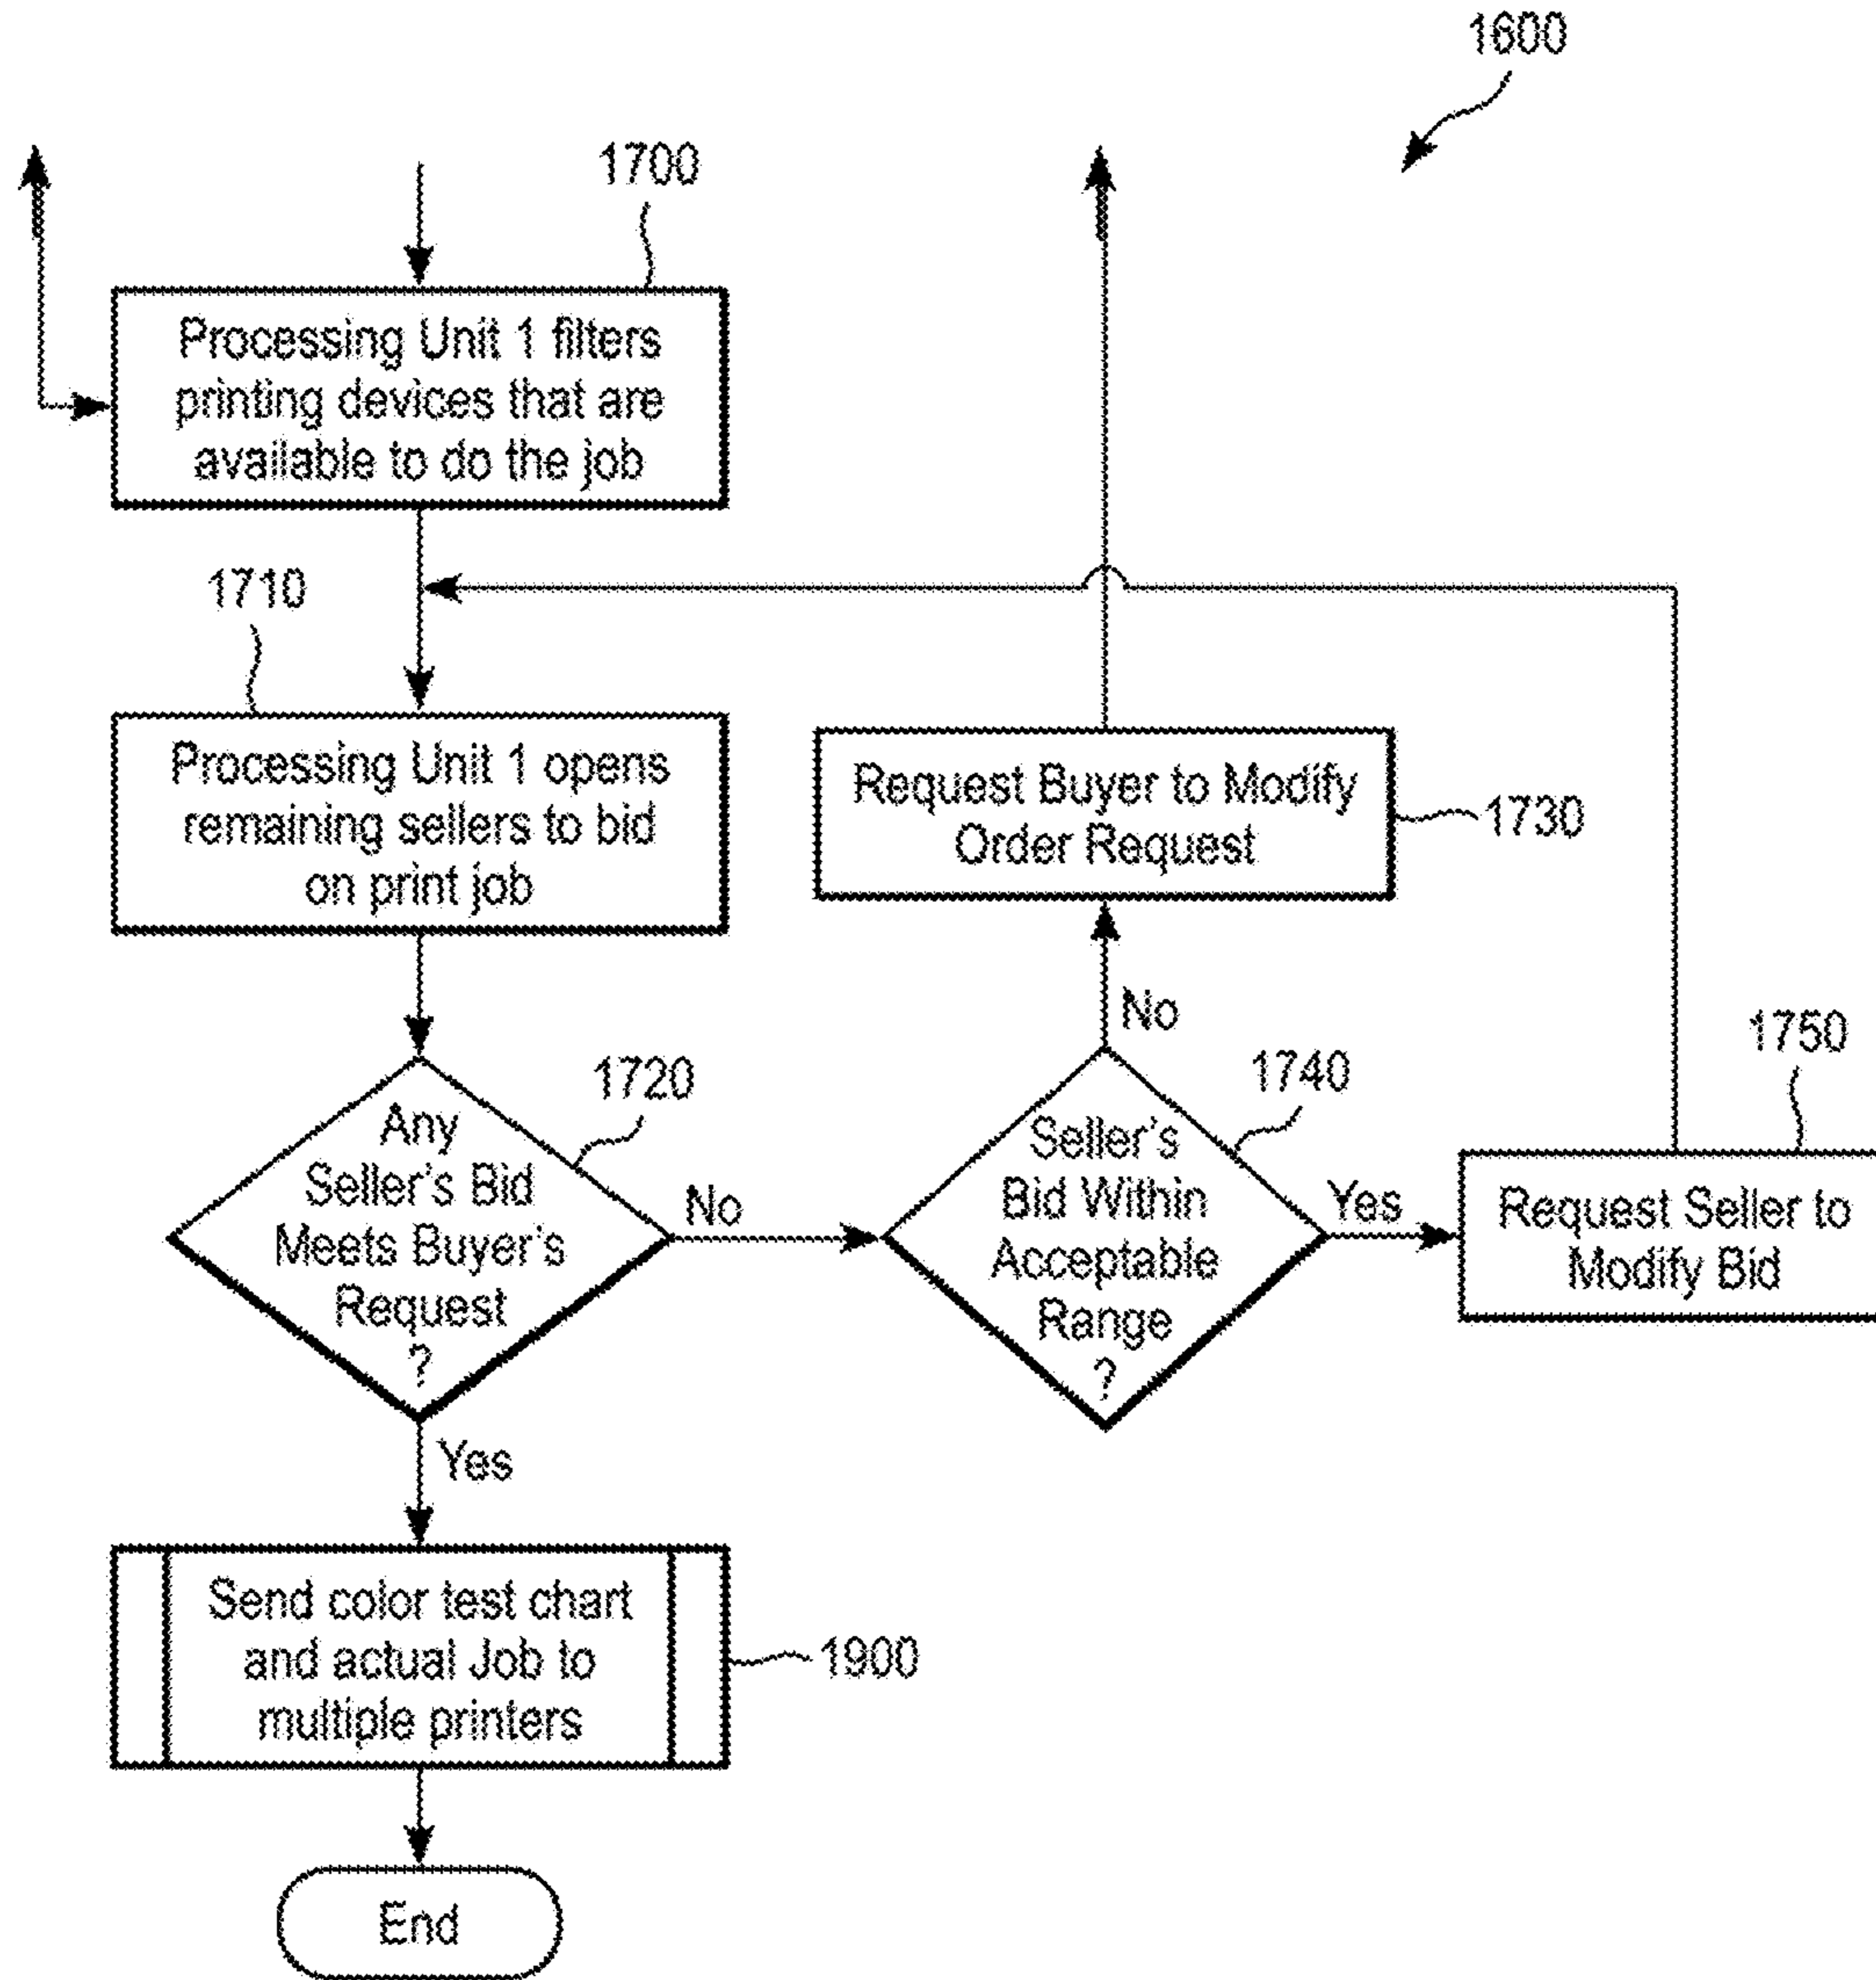 1600
1700
Processing Unit 1 filters
printing devices that are
available to do the job
1710
Processing Unit 1 opens
remaining sellers to bid
on print job
Request Buyer to Modify
Order Request
1730
No
1720
Any
Seller's Bid
Meets Buyer's
Request
?
No
1740
Seller's
Bid Within
Acceptable
Range
?
Yes
1750
Request Seller to
Modify Bid
Yes
Send color test chart
and actual Job to
multiple printers
1900
End